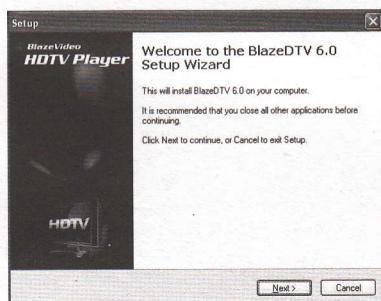 Setup
BlazeVideo
HDTV Player
Welcome to the BlazeDTV 6.0
Setup Wizard
This will install BlazeDTV 6.0 on your computer.
It is recommended that you close all other applications before
continuing.
Click Next to continue, or Cancel to exit Setup.
HDTV
Next >
Cancel